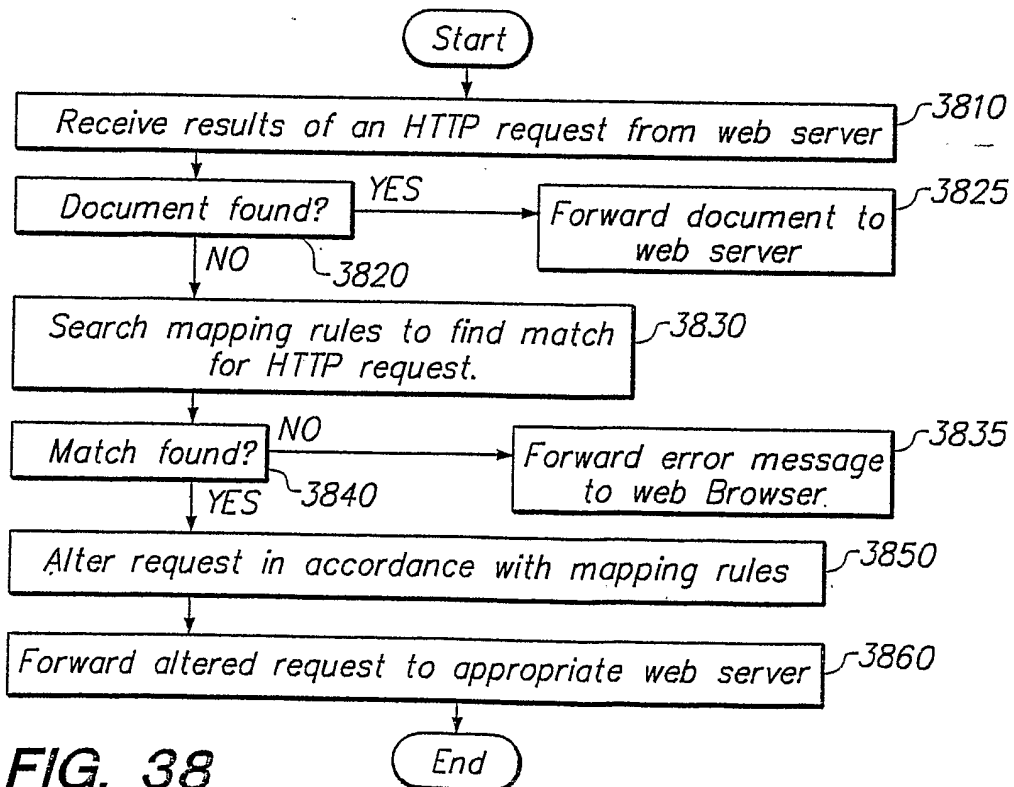 Start
Receive results of an HTTP request from web server
3810
Document found?
YES
3825
Forward document to
web server
NO
3820
Search mapping rules to find match
for HTTP request.
3830
Match found?
NO
3835
Forward error message
to web Browser.
3840
YES
Alter request in accordance with mapping rules
3850
Forward altered request to appropriate web server
3860
End
FIG. 38